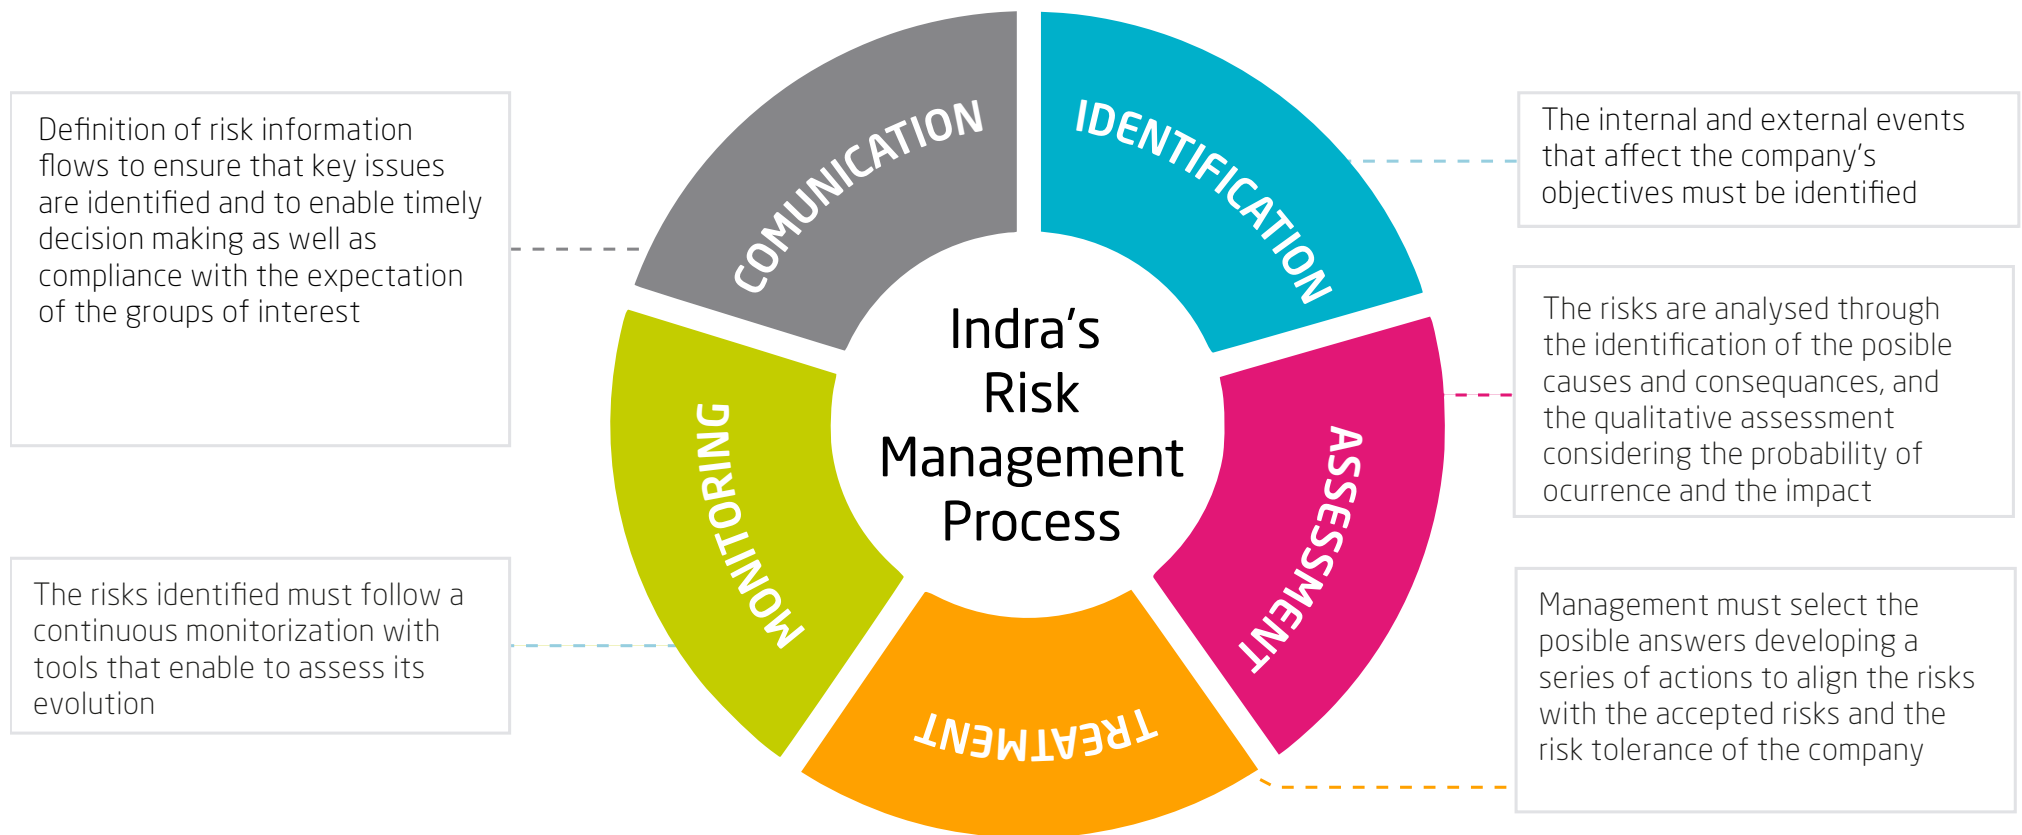 Definition of risk information
flows to ensure that key issues
are identified and to enable timely
decision making as well as
compliance with the expectation
of the groups of interest
The risks identified must follow a
continuous monitorization with
tools that enable to assess its
evolution
COMUNICATION
IDENTIFICATION
ASSESSMENT
TREATMENT
MONITORING
Indra's
Risk
Management
Process
The internal and external events
that affect the company's
objectives must be identified
The risks are analysed through
the identification of the posible
causes and consequances, and
the qualitative assessment
considering the probability of
ocurrence and the impact
Management must select the
posible answers developing a
series of actions to align the risks
with the accepted risks and the
risk tolerance of the company